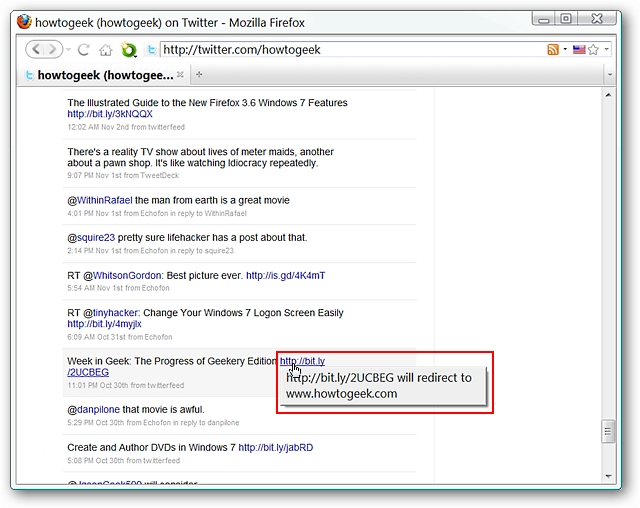 howtogeek (howtogeek) on Twitter - Mozilla Firefox
http://twitter.com/howtogeek
howtogeek (howtogee...
The Illustrated Guide to the New Firefox 3.6 Windows 7 Features
http://bit.ly/3kNQQX
12:02 AM Nov 2nd from twitterfeed
There's a reality TV show about lives of meter maids, another
about a pawn shop. It's like watching Idiocracy repeatedly.
9:07 PM Nov 1st from TweetDeck
@WithinRafael the man from earth is a great movie
4:01 PM Nov 1st from Echofon in reply to WithinRafael
@squire23 pretty sure lifehacker has a post about that.
2:14 PM Nov 1st from Echofon in reply to squire23
RT @WhitsonGordon: Best picture ever. http://is.gd/4K4mT
5:54 AM Nov 1st from Echofon
RT @tinyhacker: Change Your Windows 7 Logon Screen Easily
http://bit.ly/4myjlx
6:09 AM Oct 31st from Echofon
Week in Geek: The Progress of Geekery Edition http://bit.ly
/2UCBEG
11:01 PM Oct 30th from twitterfeed
http://bit.ly/2UCBEG will redirect to
www.howtogeek.com
@danpilone that movie is awful.
5:29 PM Oct 30th from Echofon in reply to danpilone
Create and Author DVDs in Windows 7 http://bit.ly/jabRD
5:08 PM Oct 30th from twitterfeed